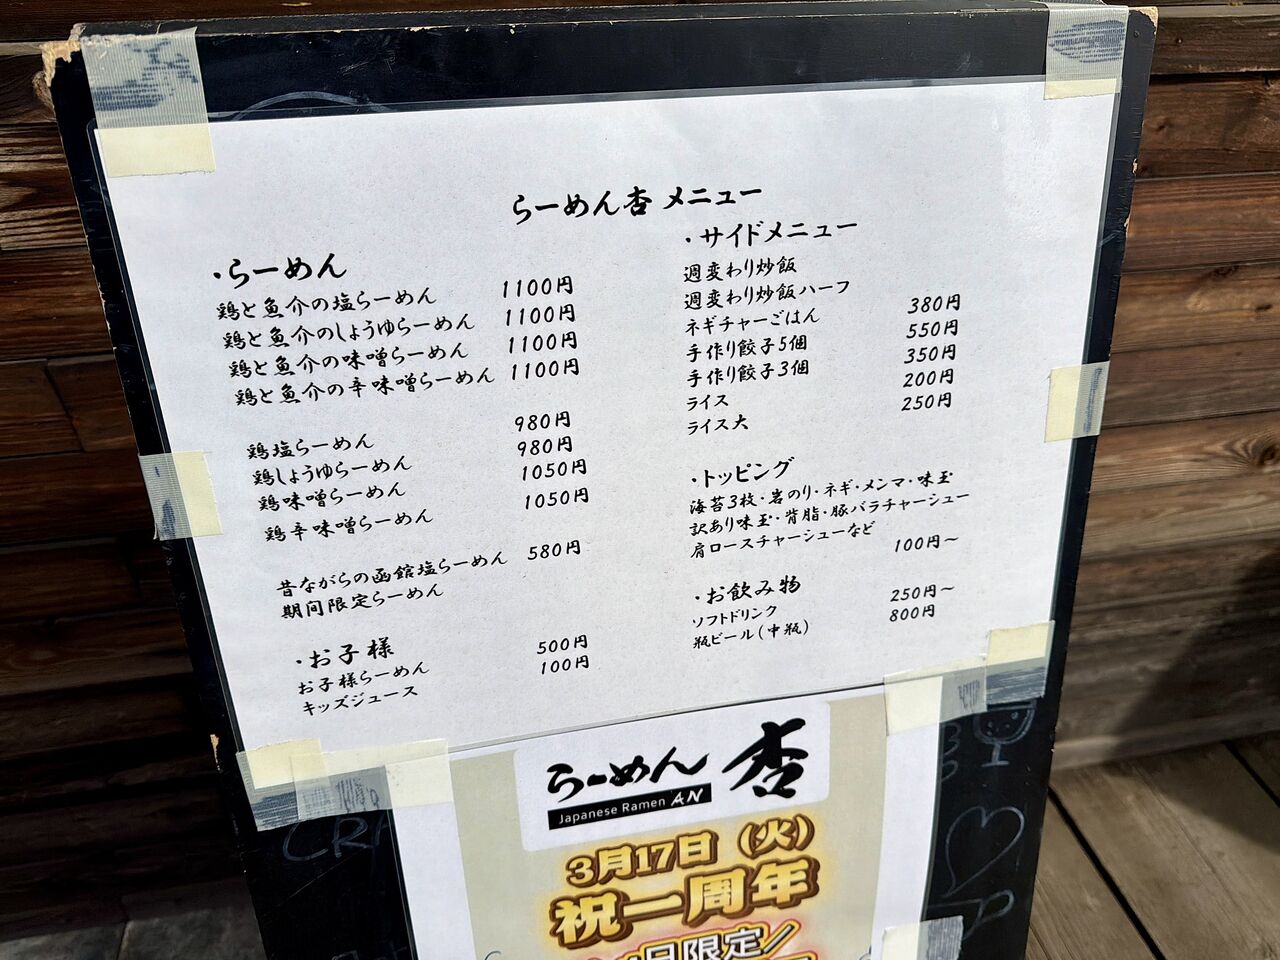 らーめん杏 メニュー
・らーめん
鶏と魚介の塩らーめん 1100円
鶏と魚介のしょうゆらーめん 1100円
鶏と魚介の味噌らーめん 1100円
鶏と魚介の辛味噌らーめん 1100円
鶏塩らーめん 980円
鶏しょうゆらーめん 980円
鶏味噌らーめん 1050円
鶏辛味噌らーめん 1050円
昔ながらの函館塩らーめん 580円
期間限定らーめん
・お子様
お子様らーめん 500円
キッズジュース 100円
・サイドメニュー
週変わり炒飯
週変わり炒飯ハーフ
ネギチャーごはん 380円
手作り餃子5個 550円
手作り餃子3個 350円
ライス 200円
ライス大 250円
・トッピング
海苔3枚・岩のり・ネギ・メンマ・味玉
訳あり味玉・背脂・豚バラチャーシュー
肩ロースチャーシューなど 100円〜
・お飲み物
ソフトドリンク 250円〜
瓶ビール(中瓶) 800円
らーめん 杏
Japanese Ramen AN
3月17日(火)
祝一周年
日限定/